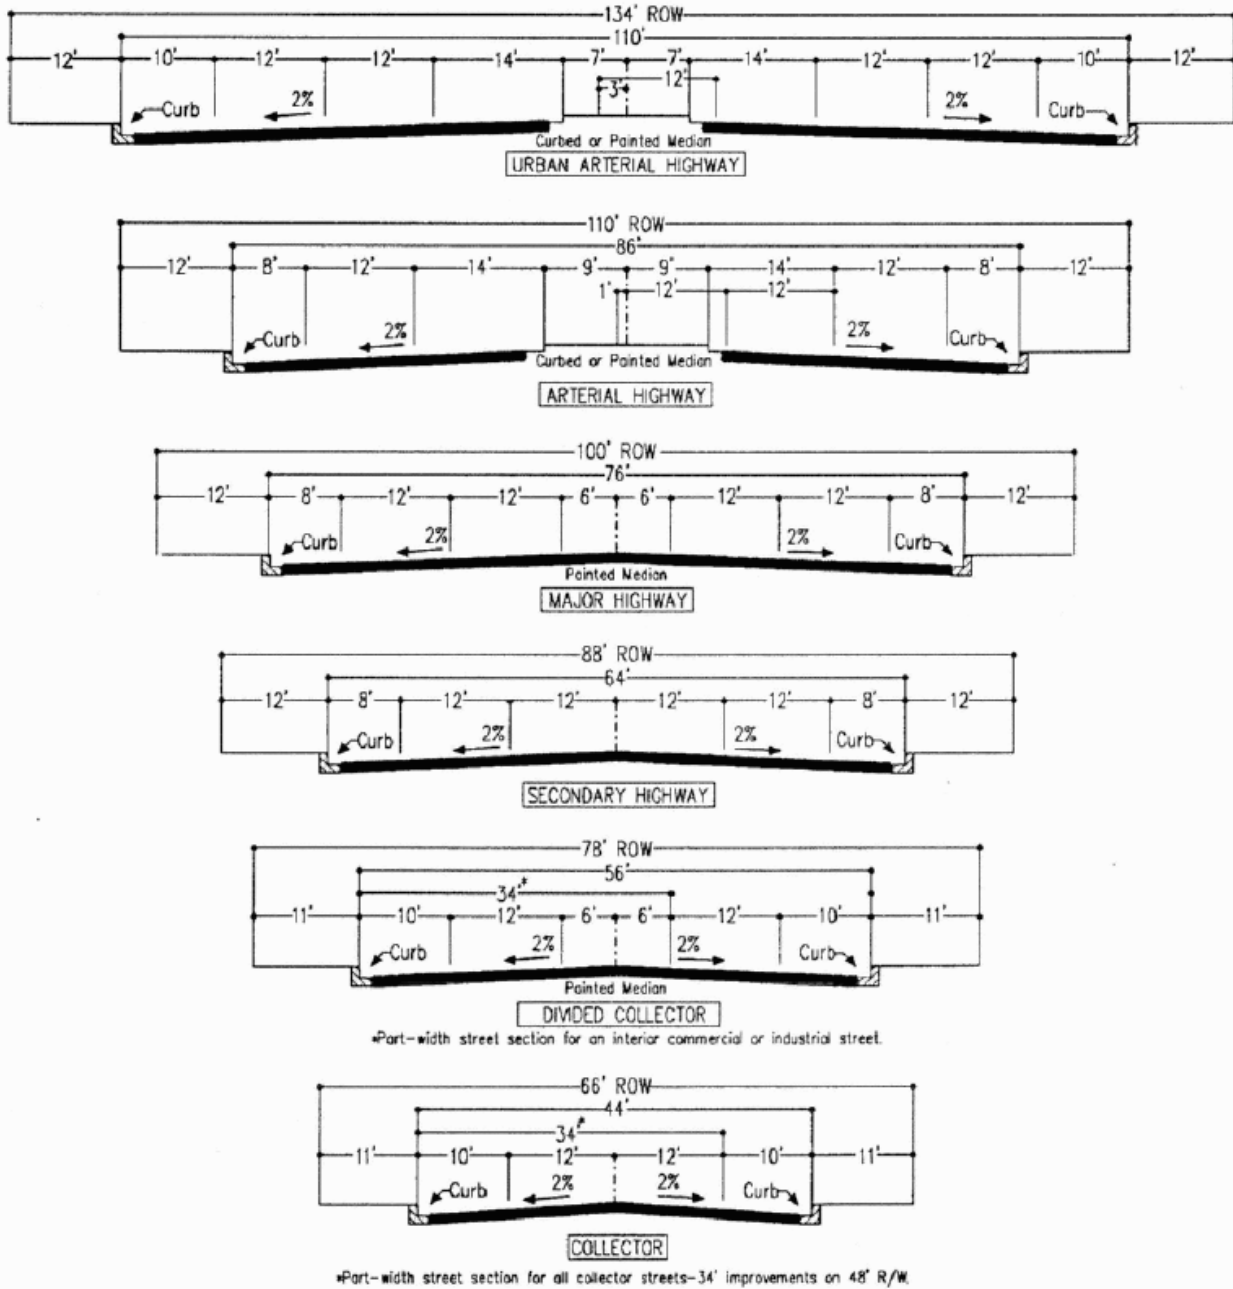 134' ROW
110'
12' 10' 12' 12' 14' 7' 7' 14' 12' 12' 10' 12'
12'
3'
2% 2%
Curb Curb
Curbed or Painted Median
URBAN ARTERIAL HIGHWAY
110' ROW
86'
12' 8' 12' 14' 9' 9' 14' 12' 8' 12'
1' 12' 12'
2% 2%
Curb Curb
Curbed or Painted Median
ARTERIAL HIGHWAY
100' ROW
76'
12' 8' 12' 12' 6' 6' 12' 12' 8' 12'
2% 2%
Curb Curb
Painted Median
MAJOR HIGHWAY
88' ROW
64'
12' 8' 12' 12' 12' 12' 8' 12'
2% 2%
Curb Curb
SECONDARY HIGHWAY
78' ROW
56'
34'*
11' 10' 12' 6' 6' 12' 10' 11'
2% 2%
Curb Curb
Painted Median
DIVIDED COLLECTOR
*Part-width street section for an interior commercial or industrial street.
66' ROW
44'
34'*
11' 10' 12' 12' 10' 11'
2% 2%
Curb Curb
COLLECTOR
*Part-width street section for all collector streets-34' improvements on 48' R/W.